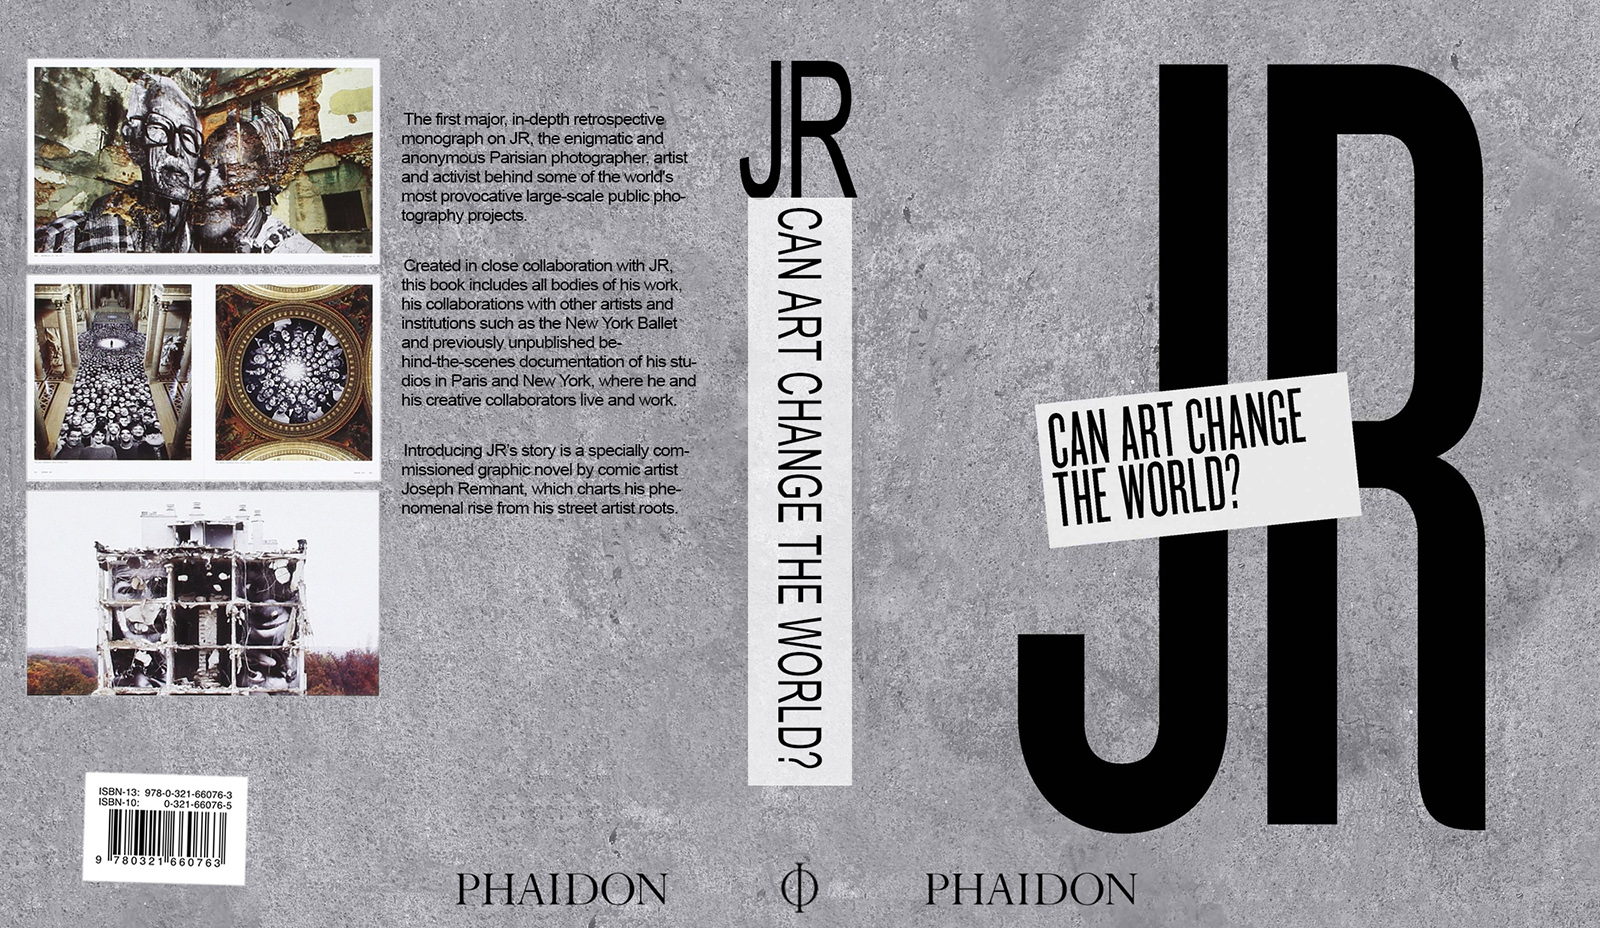 The first major, in-depth retrospective
monograph on JR, the enigmatic and
anonymous Parisian photographer, artist
and activist behind some of the world's
most provocative large-scale public pho-
tography projects.
Created in close collaboration with JR,
this book includes all bodies of his work,
his collaborations with other artists and
institutions such as the New York Ballet
and previously unpublished be-
hind-the-scenes documentation of his stu-
dios in Paris and New York, where he and
his creative collaborators live and work.
Introducing JR's story is a specially com-
missioned graphic novel by comic artist
Joseph Remnant, which charts his phe-
nomenal rise from his street artist roots.
ISBN-13: 978-0-321-66076-3
ISBN-10: 0-321-66076-5
9 780321 660763
PHAIDON
JR
CAN ART CHANGE THE WORLD?
JR
CAN ART CHANGE
THE WORLD?
PHAIDON